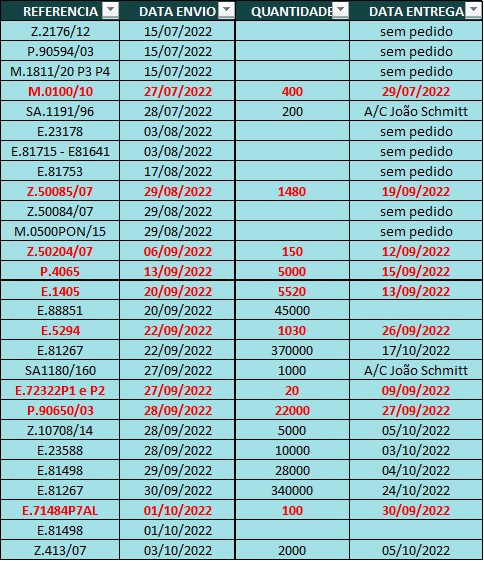 REFERENCIA DATA ENVIO QUANTIDADE DATA ENTREGA
Z.2176/12 15/07/2022 sem pedido
P.90594/03 15/07/2022 sem pedido
M.1811/20 P3 P4 15/07/2022 sem pedido
M.0100/10 27/07/2022 400 29/07/2022
SA.1191/96 28/07/2022 200 A/C João Schmitt
E.23178 03/08/2022 sem pedido
E.81715 - E81641 03/08/2022 sem pedido
E.81753 17/08/2022 sem pedido
Z.50085/07 29/08/2022 1480 19/09/2022
Z.50084/07 29/08/2022 sem pedido
M.0500PON/15 29/08/2022 sem pedido
Z.50204/07 06/09/2022 150 12/09/2022
P.4065 13/09/2022 5000 15/09/2022
E.1405 20/09/2022 5520 13/09/2022
E.88851 20/09/2022 45000
E.5294 22/09/2022 1030 26/09/2022
E.81267 22/09/2022 370000 17/10/2022
SA1180/160 27/09/2022 1000 A/C João Schmitt
E.72322P1 e P2 27/09/2022 20 09/09/2022
P.90650/03 28/09/2022 22000 27/09/2022
Z.10708/14 28/09/2022 5000 05/10/2022
E.23588 28/09/2022 10000 03/10/2022
E.81498 29/09/2022 28000 04/10/2022
E.81267 30/09/2022 340000 24/10/2022
E.71484P7AL 01/10/2022 100 30/09/2022
E.81498 01/10/2022
Z.413/07 03/10/2022 2000 05/10/2022